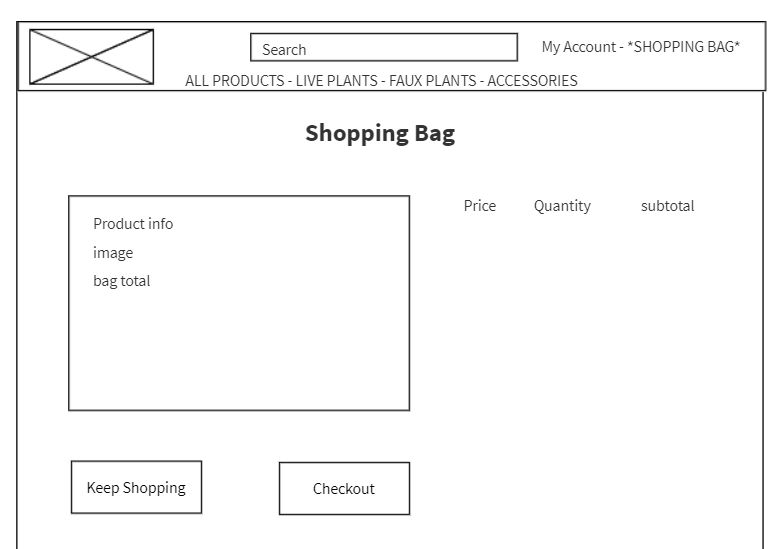 Search
My Account - *SHOPPING BAG*
ALL PRODUCTS - LIVE PLANTS - FAUX PLANTS - ACCESSORIES
Shopping Bag
Price Quantity subtotal
Product info
image
bag total
Keep Shopping
Checkout